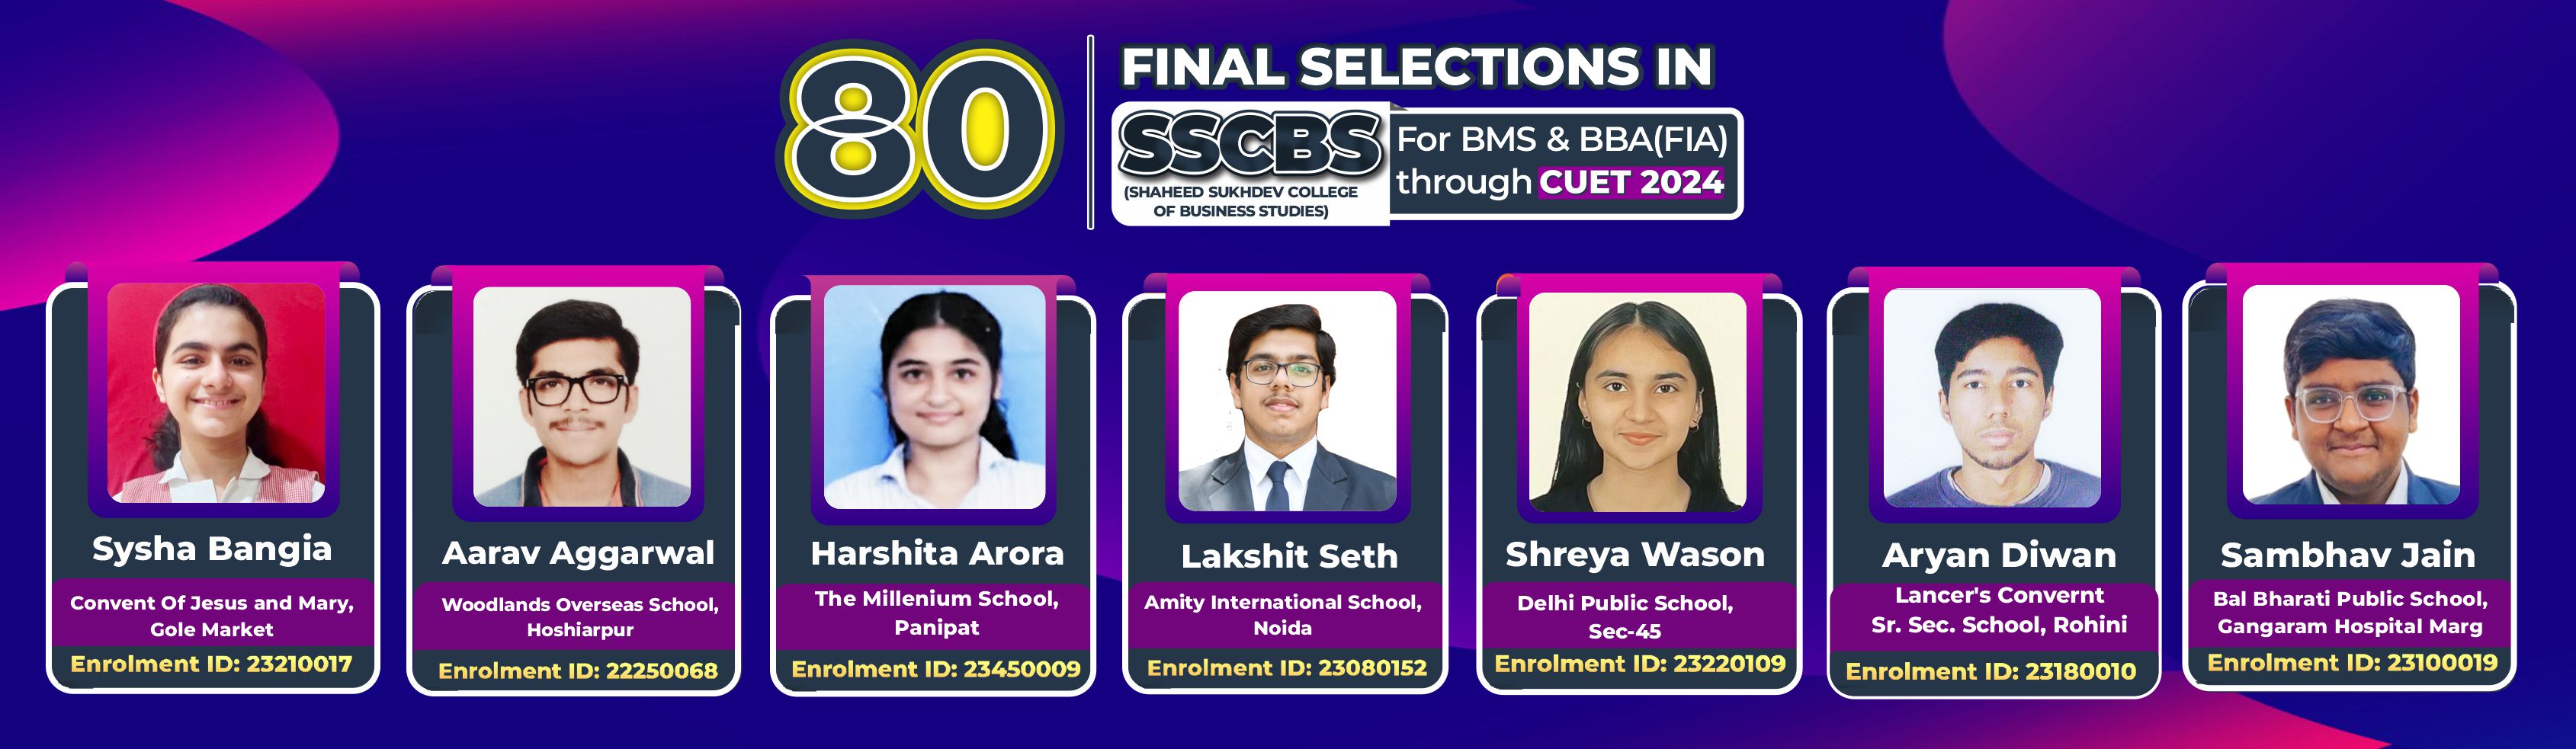 80
FINAL SELECTIONS IN
SSCBS
(SHAHEED SUKHDEV COLLEGE
OF BUSINESS STUDIES)
For BMS & BBA(FIA)
through CUET 2024
Sysha Bangia
Convent Of Jesus and Mary,
Gole Market
Enrolment ID: 23210017
Aarav Aggarwal
Woodlands Overseas School,
Hoshiarpur
Enrolment ID: 22250068
Harshita Arora
The Millenium School,
Panipat
Enrolment ID: 23450009
Lakshit Seth
Amity International School,
Noida
Enrolment ID: 23080152
Shreya Wason
Delhi Public School,
Sec-45
Enrolment ID: 23220109
Aryan Diwan
Lancer's Convernt
Sr. Sec. School, Rohini
Enrolment ID: 23180010
Sambhav Jain
Bal Bharati Public School,
Gangaram Hospital Marg
Enrolment ID: 23100019